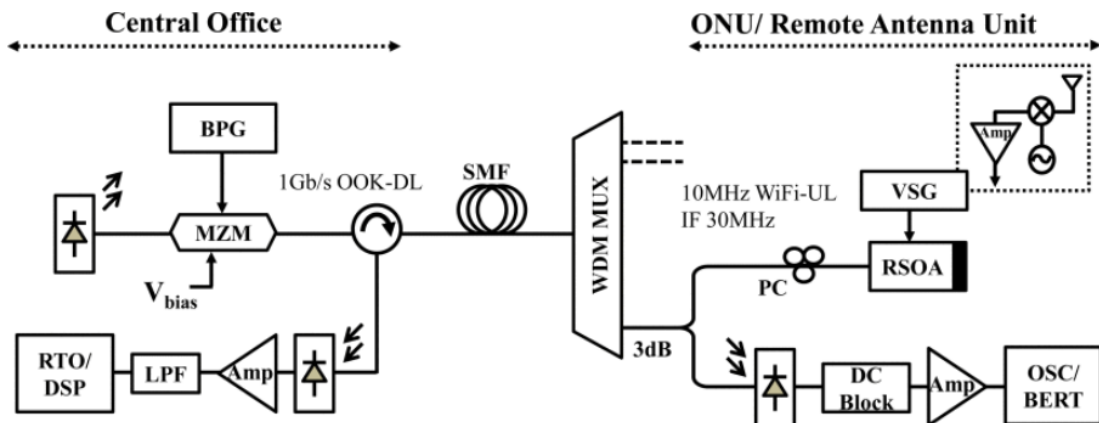 Central Office
ONU/ Remote Antenna Unit
BPG
1Gb/s OOK-DL
SMF
MZM
V bias
RTO/
DSP
LPF
Amp
WDM MUX
3dB
10MHz WiFi-UL
IF 30MHz
PC
VSG
RSOA
Amp
DC
Block
Amp
OSC/
BERT